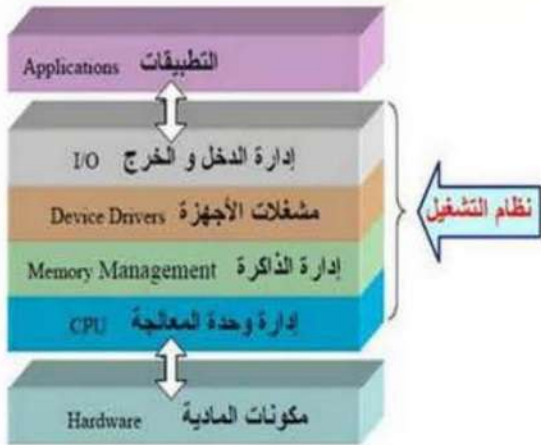 التطبيقات Applications
إدارة الدخل و الخرج I/O
مشغلات الأجهزة Device Drivers
إدارة الذاكرة Memory Management
إدارة وحدة المعالجة CPU
نظام التشغيل
مكونات المادية Hardware